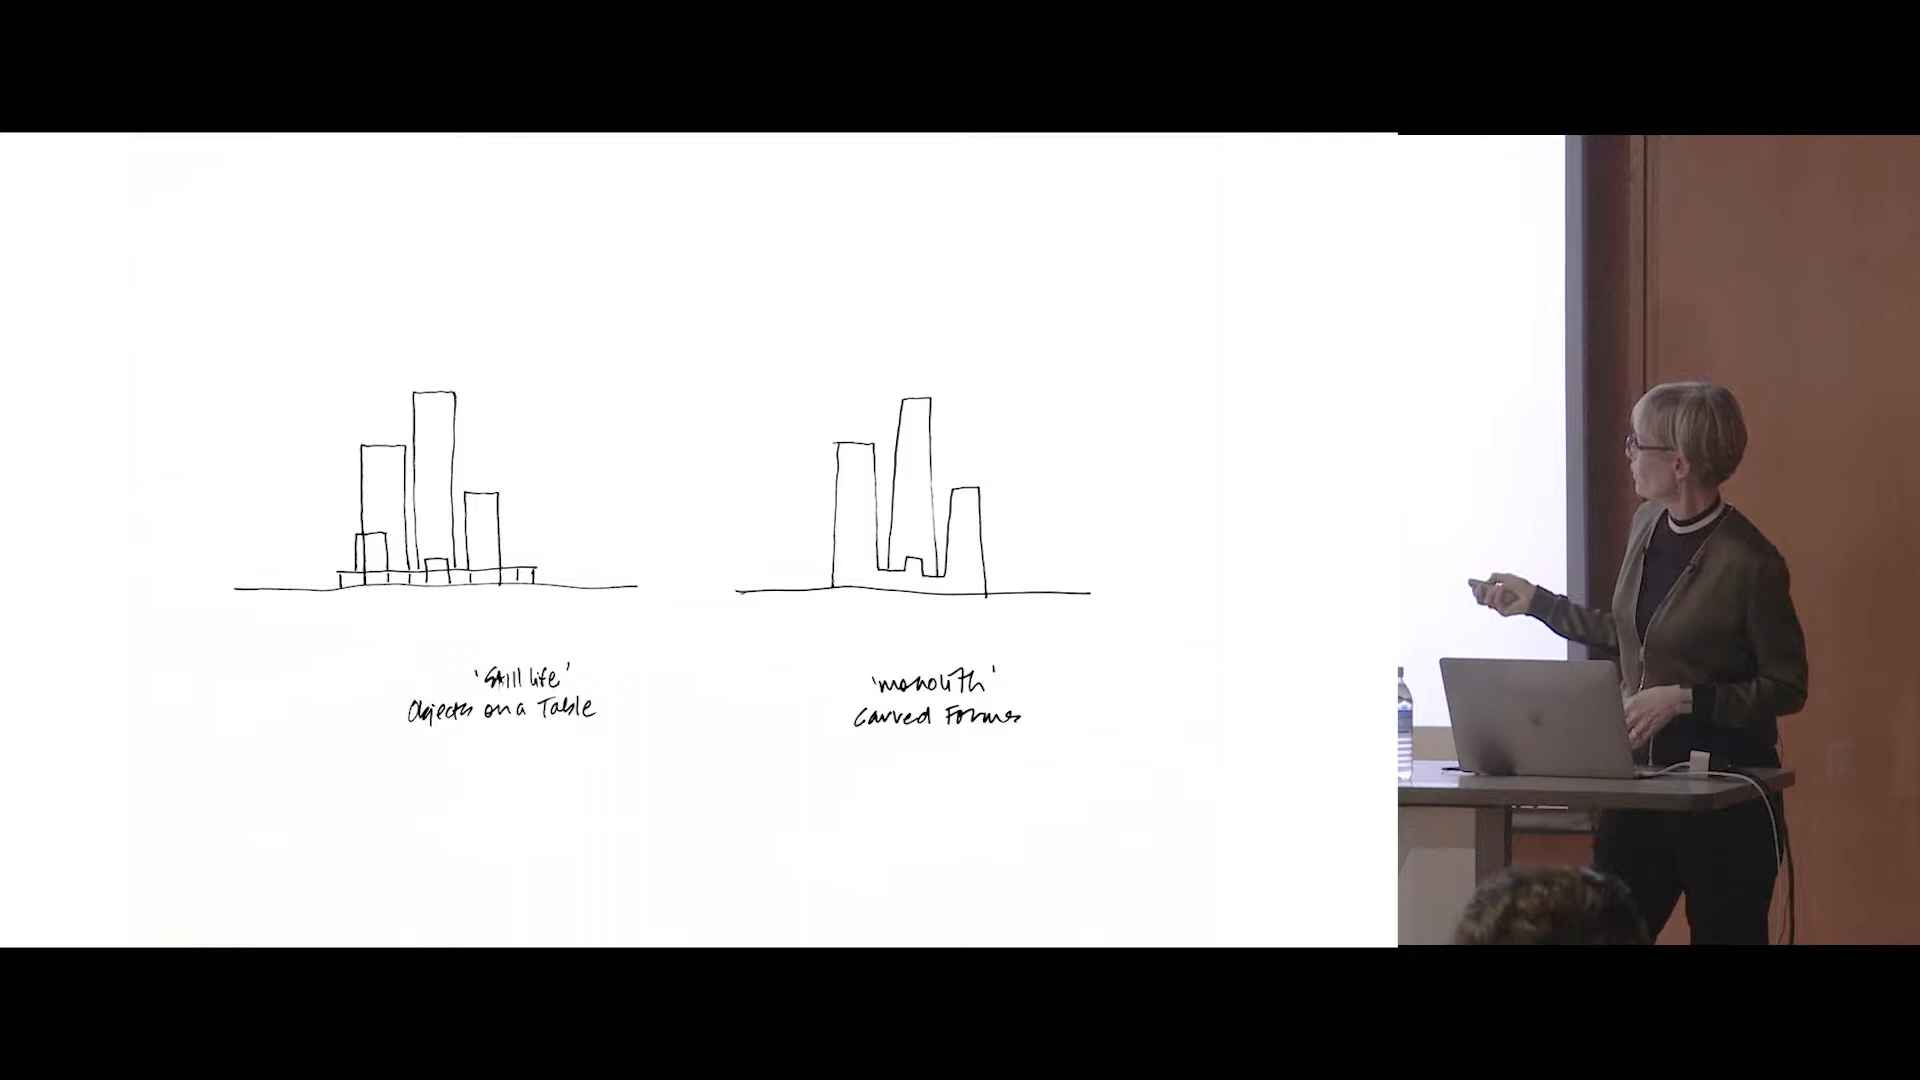 'Still life'
Objects on a Table
'monolith'
Carved Forms